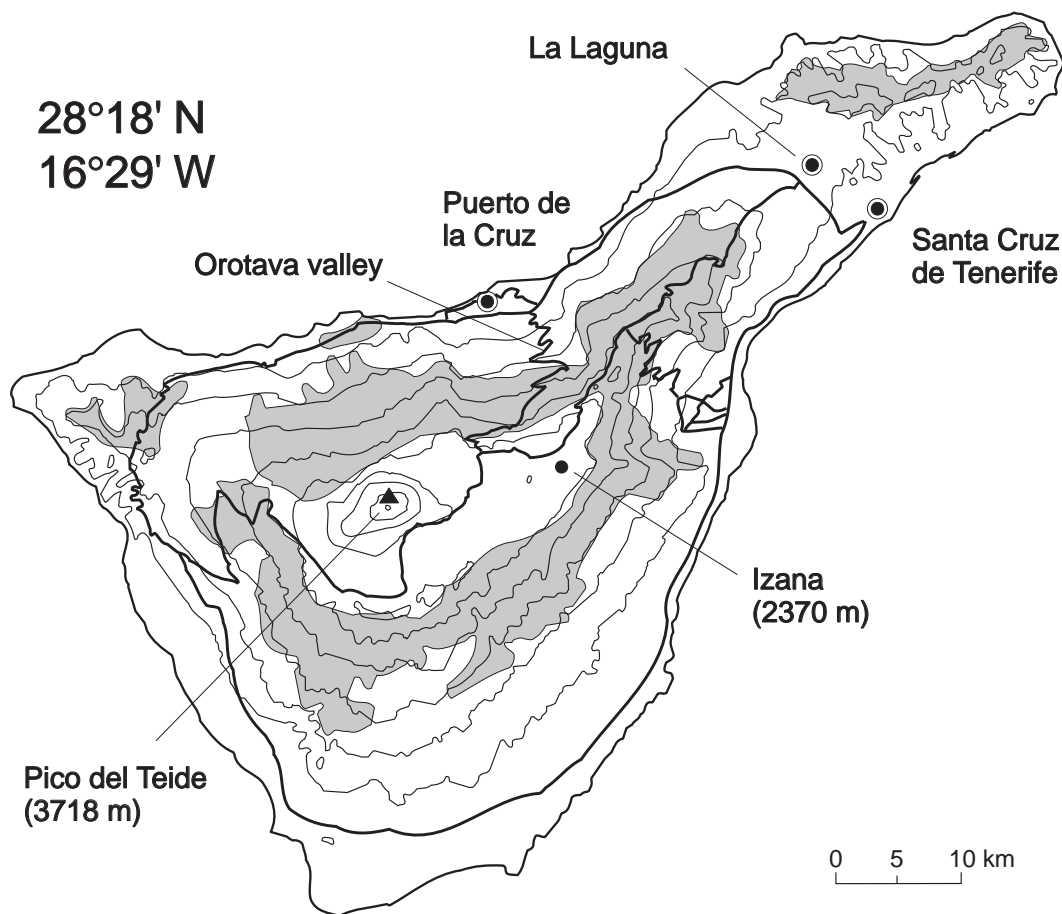 La Laguna
28°18' N
16°29' W
Puerto de
la Cruz
Santa Cruz
de Tenerife
Orotava valley
Izana
(2370 m)
Pico del Teide
(3718 m)
0 5 10 km